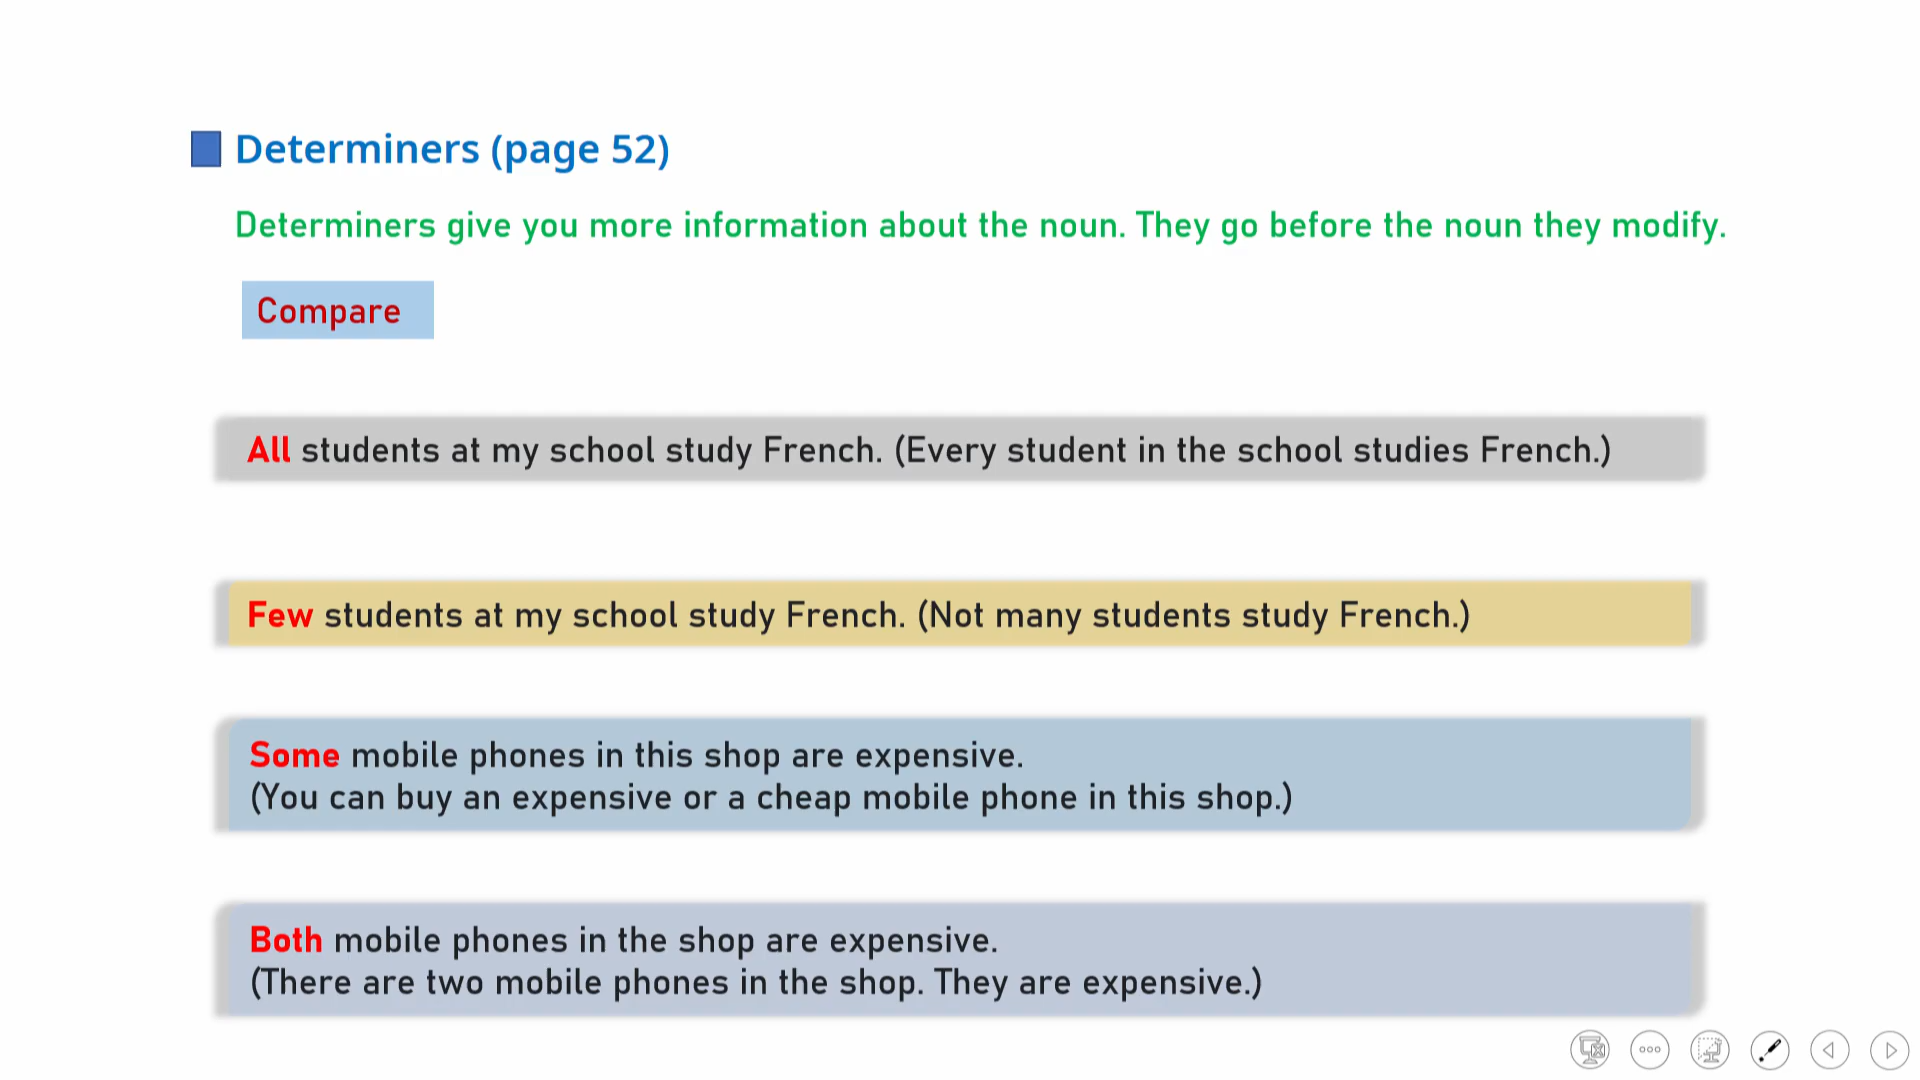 Determiners (page 52)
Determiners give you more information about the noun. They go before the noun they modify.
Compare
All students at my school study French. (Every student in the school studies French.)
Few students at my school study French. (Not many students study French.)
Some mobile phones in this shop are expensive.
(You can buy an expensive or a cheap mobile phone in this shop.)
Both mobile phones in the shop are expensive.
(There are two mobile phones in the shop. They are expensive.)